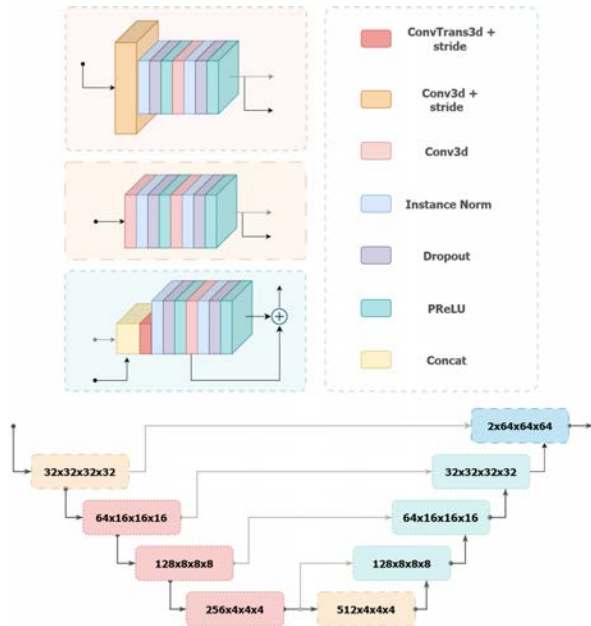 ConvTrans3d +
stride
Conv3d +
stride
Conv3d
Instance Norm
Dropout
PReLU
Concat
2x64x64x64
32x32x32x32
32x32x32x32
64x16x16x16
64x16x16x16
128x8x8x8
128x8x8x8
256x4x4x4
512x4x4x4